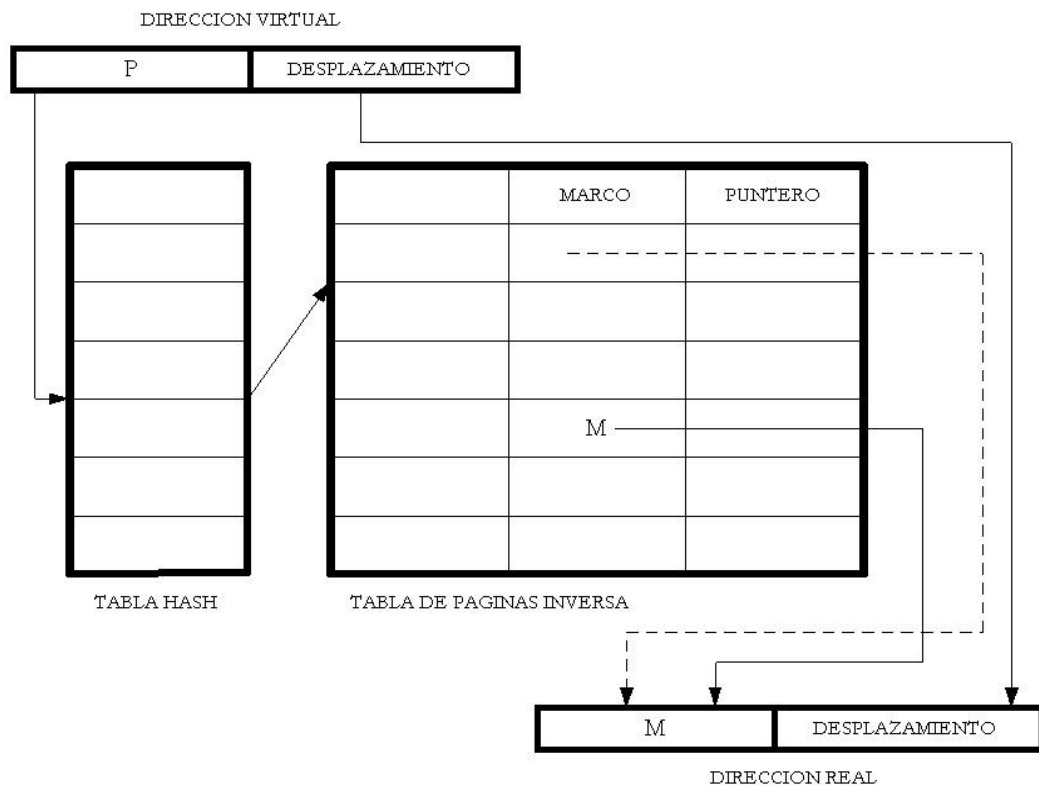 DIRECCION VIRTUAL
P DESPLAZAMIENTO
MARCO PUNTERO
M
TABLA HASH TABLA DE PAGINAS INVERSA
M DESPLAZAMIENTO
DIRECCION REAL